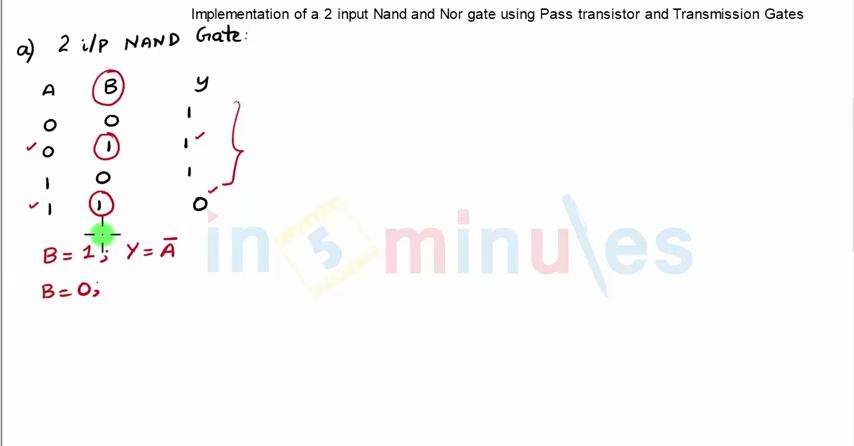 Implementation of a 2 input Nand and Nor gate using Pass transistor and Transmission Gates
a) 2 i/p NAND Gate:
A B Y
0 0 1
0 1 1
1 0 1
1 1 0
B = 1; Y = A̅
B = 0;
in 5 minutes